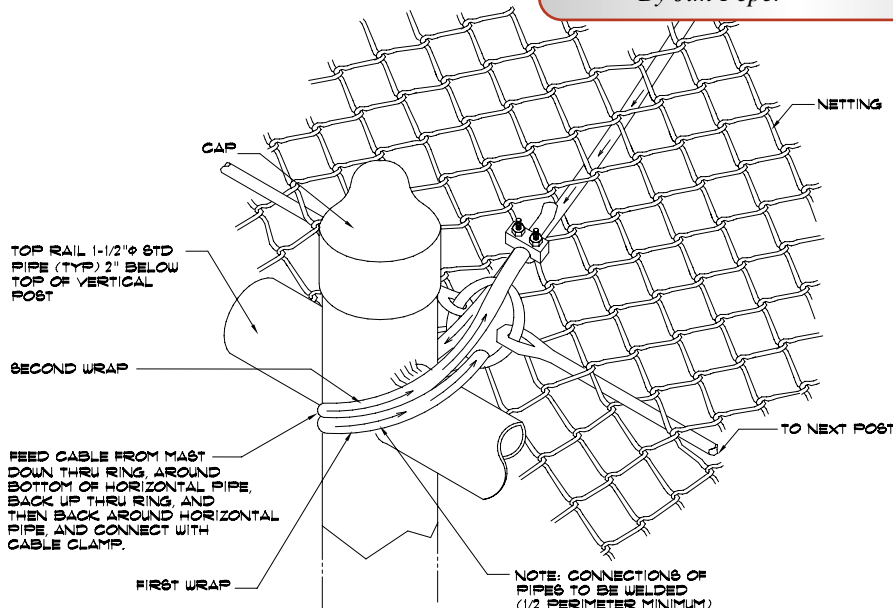 NETTING
CAP
TOP RAIL 1-1/2"Φ STD
PIPE (TYP) 2" BELOW
TOP OF VERTICAL
POST
SECOND WRAP
TO NEXT POST
FEED CABLE FROM MAST
DOWN THRU RING, AROUND
BOTTOM OF HORIZONTAL PIPE,
BACK UP THRU RING, AND
THEN BACK AROUND HORIZONTAL
PIPE, AND CONNECT WITH
CABLE CLAMP.
FIRST WRAP
NOTE: CONNECTIONS OF
PIPES TO BE WELDED
(1/2 PERIMETER MINIMUM)